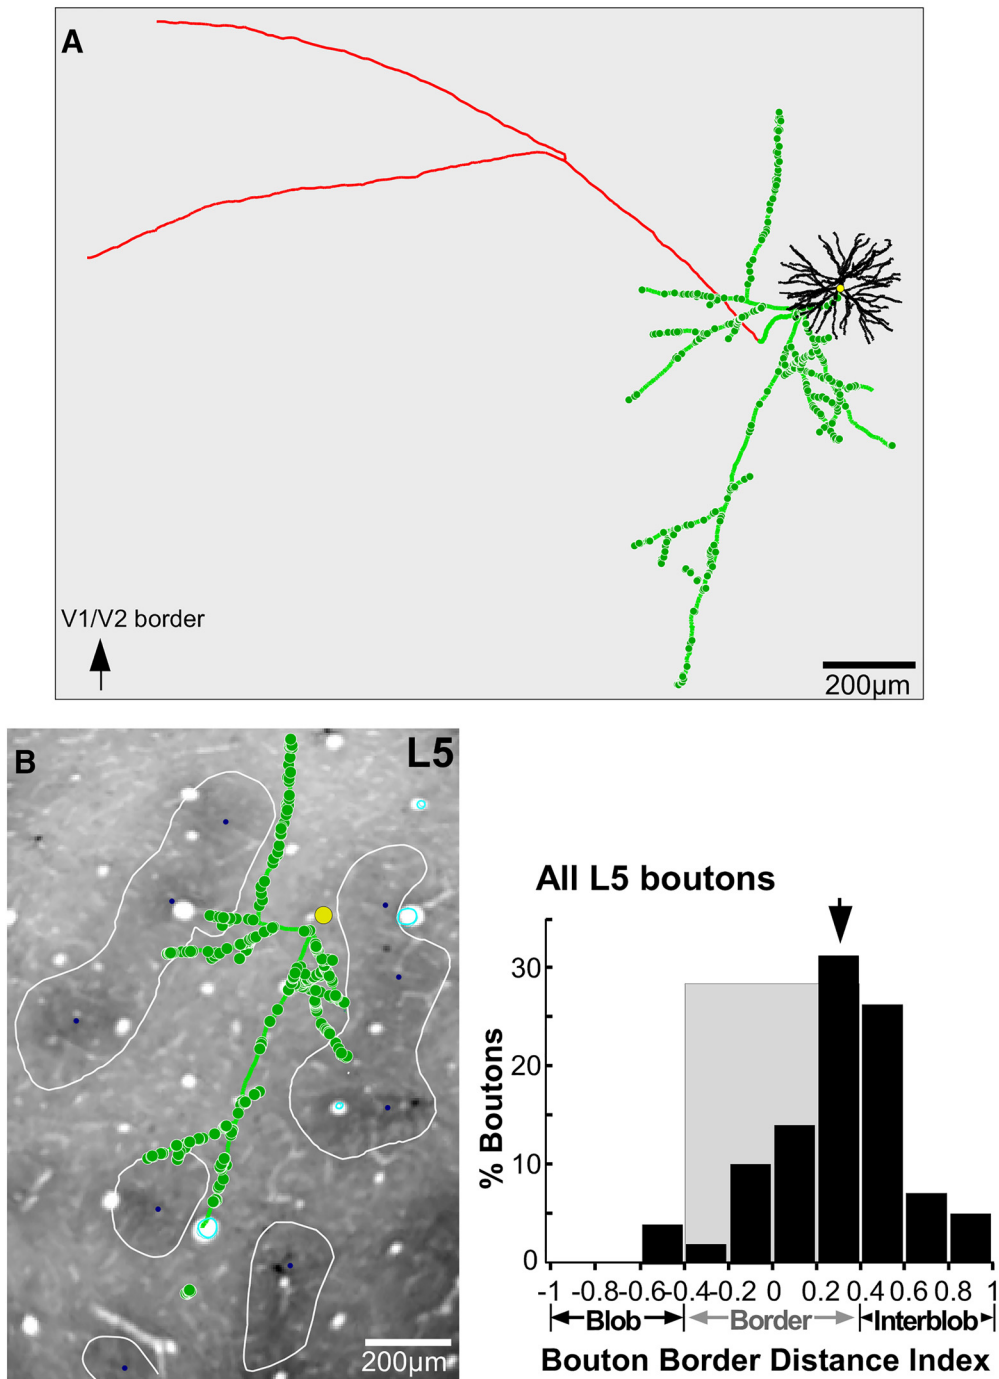 A
V1/V2 border
200µm
B
L5
200µm
All L5 boutons
% Boutons
30
20
10
0
-1 -0.8 -0.6 -0.4 -0.2 0 0.2 0.4 0.6 0.8 1
Blob Border Interblob
Bouton Border Distance Index